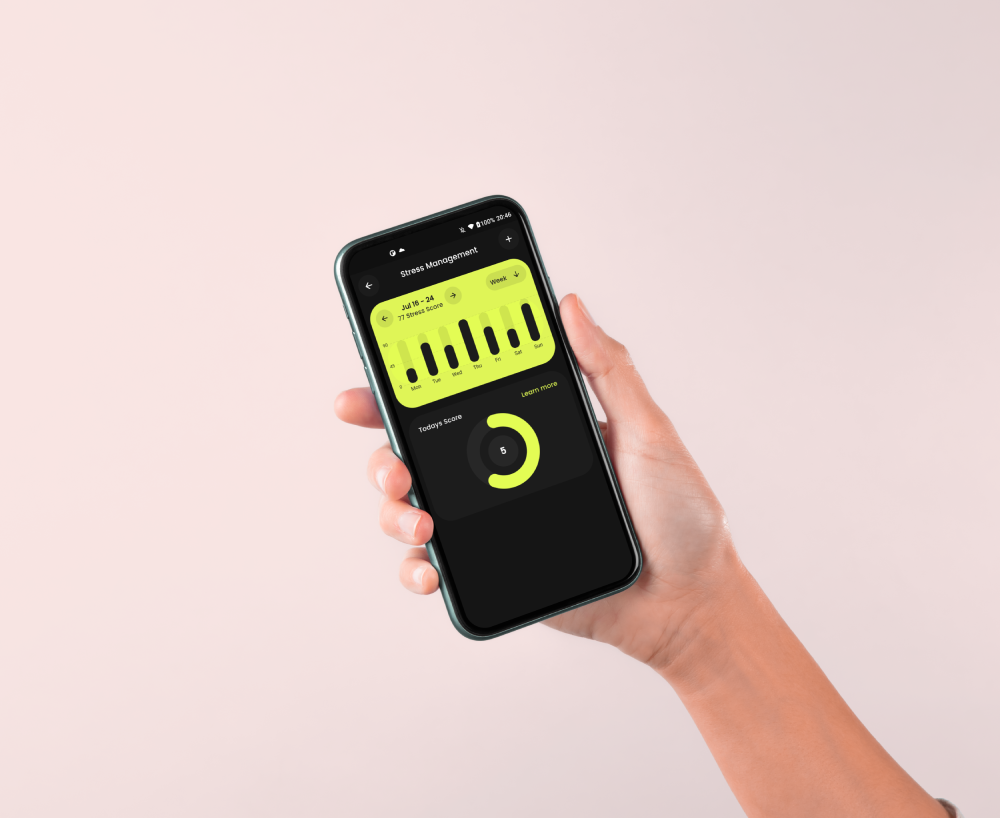 100% 20:46
Stress Management
Jul 16 - 24
77 Stress Score
Week
90
45
0
Mon Tue Wed Thu Fri Sat Sun
Todays Score
Learn more
5